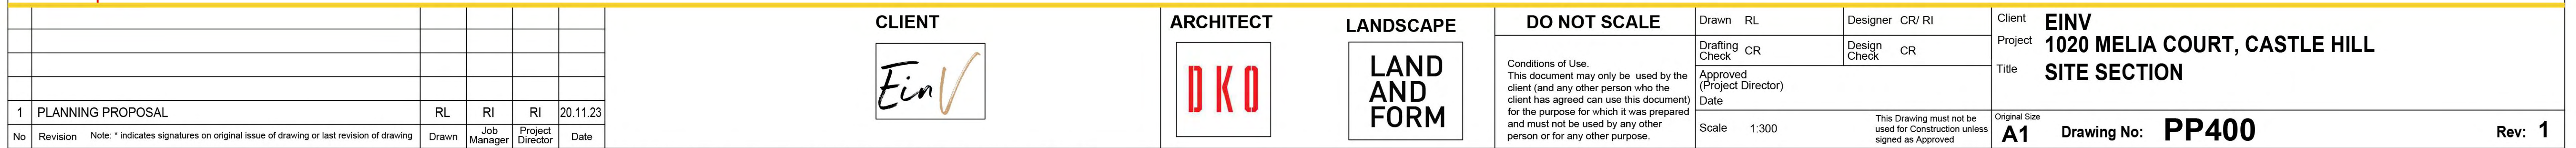 1 PLANNING PROPOSAL RL RI RI 20.11.23
No Revision Note: * indicates signatures on original issue of drawing or last revision of drawing Drawn Job Manager Project Director Date
CLIENT
Ein V
ARCHITECT
DKO
LANDSCAPE
LAND
AND
FORM
DO NOT SCALE
Conditions of Use.
This document may only be used by the
client (and any other person who the
client has agreed can use this document)
for the purpose for which it was prepared
and must not be used by any other
person or for any other purpose.
Drawn RL Designer CR/ RI
Drafting Check CR Design Check CR
Approved
(Project Director)
Date
Scale 1:300
This Drawing must not be
used for Construction unless
signed as Approved
Client EINV
Project 1020 MELIA COURT, CASTLE HILL
Title SITE SECTION
Original Size
A1 Drawing No: PP400 Rev: 1